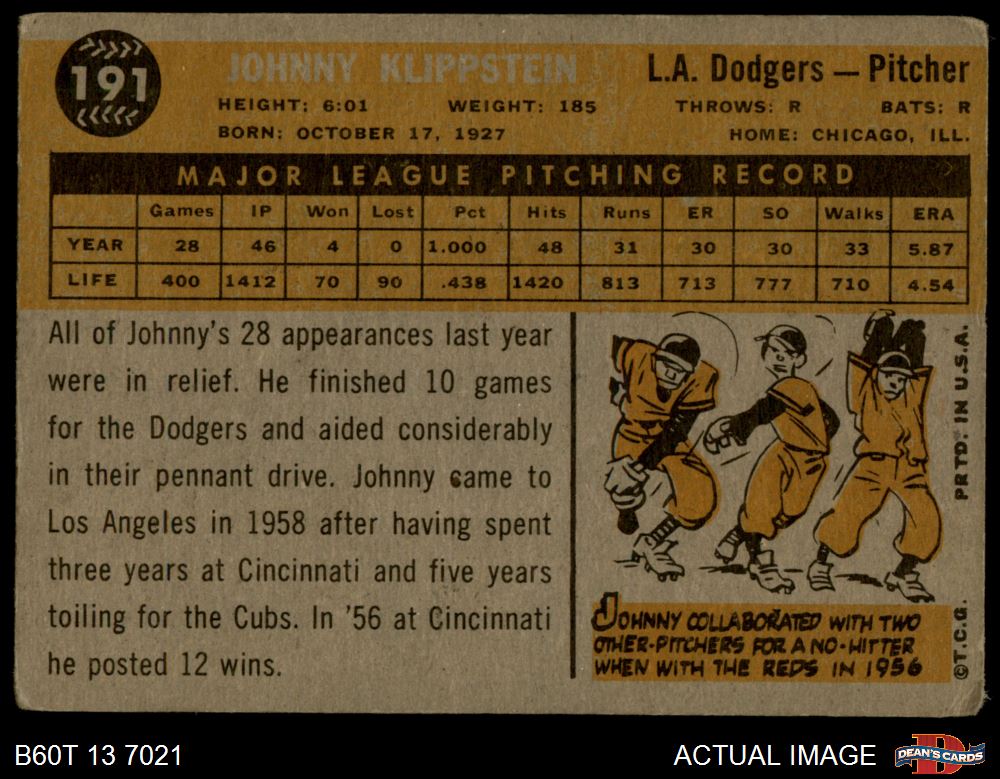 191
JOHNNY KLIPPSTEIN
L.A. Dodgers — Pitcher
HEIGHT: 6:01 WEIGHT: 185 THROWS: R BATS: R
BORN: OCTOBER 17, 1927 HOME: CHICAGO, ILL.
MAJOR LEAGUE PITCHING RECORD
Games IP Won Lost Pct Hits Runs ER SO Walks ERA
YEAR 28 46 4 0 1.000 48 31 30 30 33 5.87
LIFE 400 1412 70 90 .438 1420 813 713 777 710 4.54
All of Johnny's 28 appearances last year
were in relief. He finished 10 games
for the Dodgers and aided considerably
in their pennant drive. Johnny came to
Los Angeles in 1958 after having spent
three years at Cincinnati and five years
toiling for the Cubs. In '56 at Cincinnati
he posted 12 wins.
JOHNNY COLLABORATED WITH TWO
OTHER-PITCHERS FOR A NO-HITTER
WHEN WITH THE REDS IN 1956
©T.C.G. PRTD. IN U.S.A.
B60T 13 7021
ACTUAL IMAGE
DEAN'S CARDS